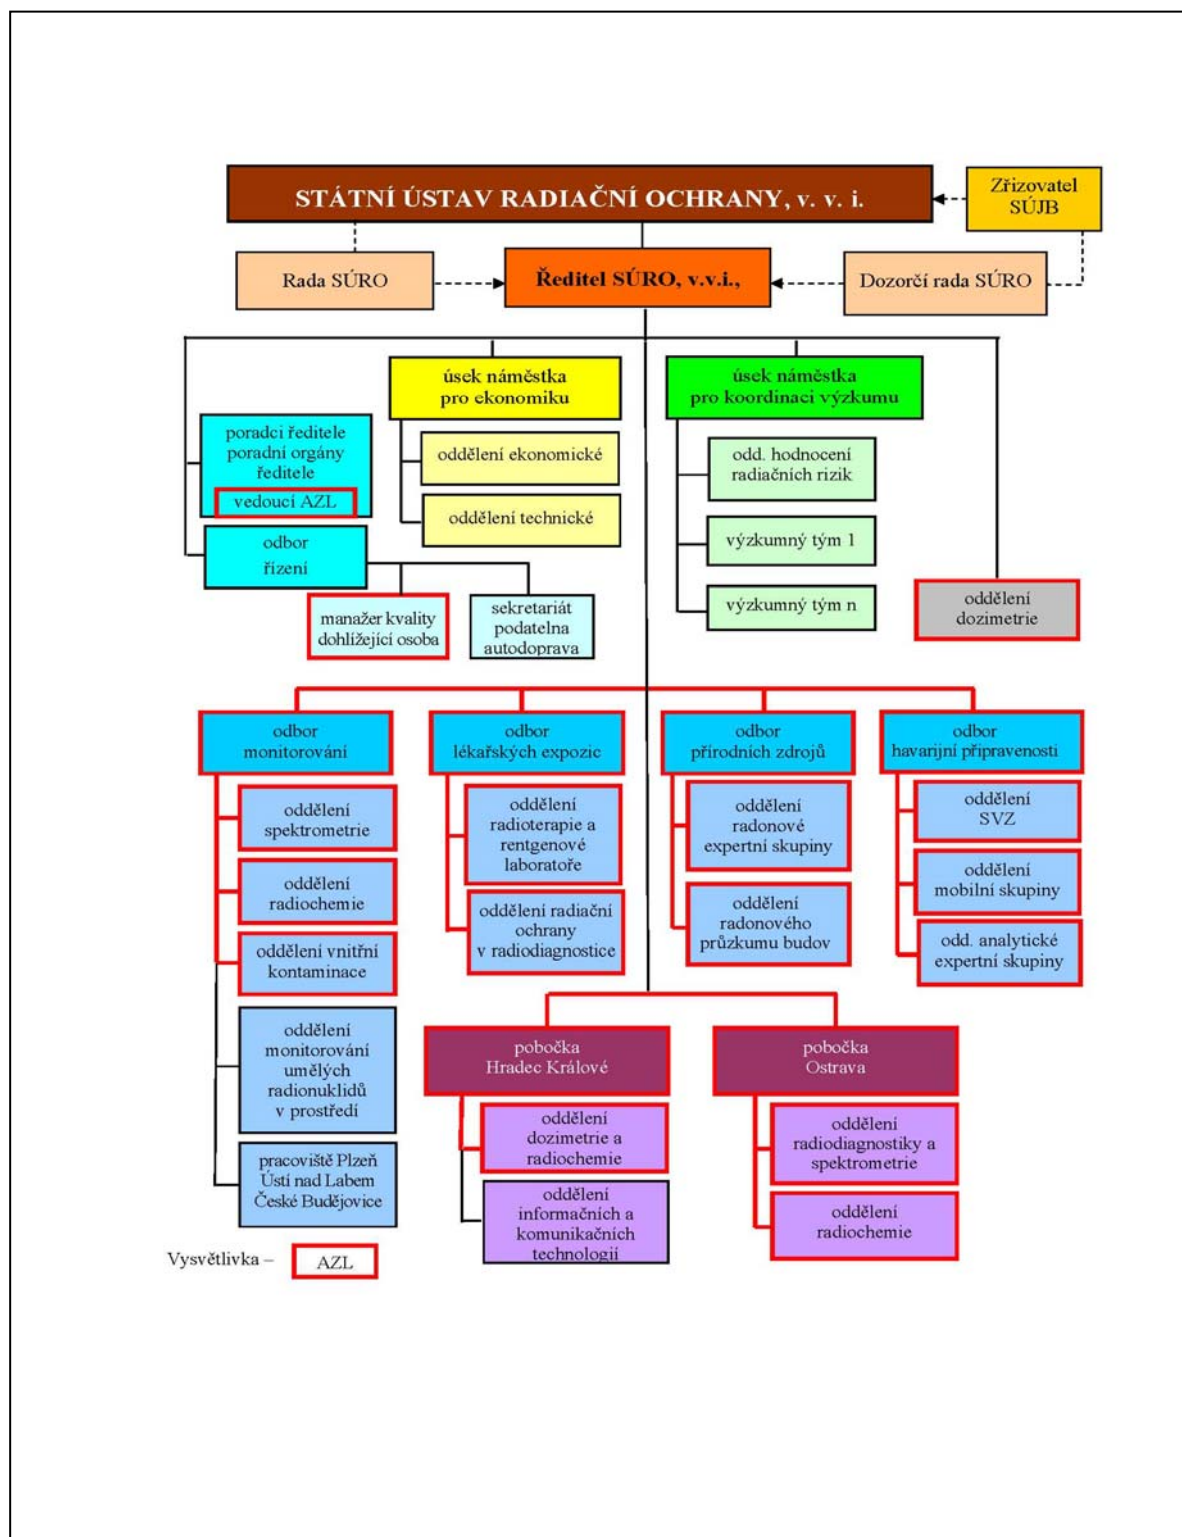 STÁTNÍ ÚSTAV RADIAČNÍ OCHRANY, v. v. i.
Zřizovatel
SÚJB
Rada SÚRO
Ředitel SÚRO, v.v.i.,
Dozorčí rada SÚRO
úsek náměstka
pro ekonomiku
úsek náměstka
pro koordinaci výzkumu
poradci ředitele
poradní orgány
ředitele
vedoucí AZL
oddělení ekonomické
oddělení technické
odd. hodnocení
radiačních rizik
výzkumný tým 1
výzkumný tým n
odbor
řízení
manažer kvality
dohlížející osoba
sekretariát
podatelna
autodoprava
oddělení
dozimetrie
odbor
monitorování
odbor
lékařských expozic
odbor
přírodních zdrojů
odbor
havarijní připravenosti
oddělení
spektrometrie
oddělení
radiochemie
oddělení vnitřní
kontaminace
oddělení
monitorování
umělých
radionuklidů
v prostředí
pracoviště Plzeň
Ústí nad Labem
České Budějovice
oddělení
radioterapie a
rentgenové
laboratoře
oddělení radiační
ochrany
v radiodiagnostice
oddělení
radonové
expertní skupiny
oddělení
radonového
průzkumu budov
oddělení
SVZ
oddělení
mobilní skupiny
odd. analytické
expertní skupiny
pobočka
Hradec Králové
pobočka
Ostrava
oddělení
dozimetrie a
radiochemie
oddělení
informačních a
komunikačních
technologií
oddělení
radiodiagnostiky a
spektrometrie
oddělení
radiochemie
Vysvětlivka –
AZL